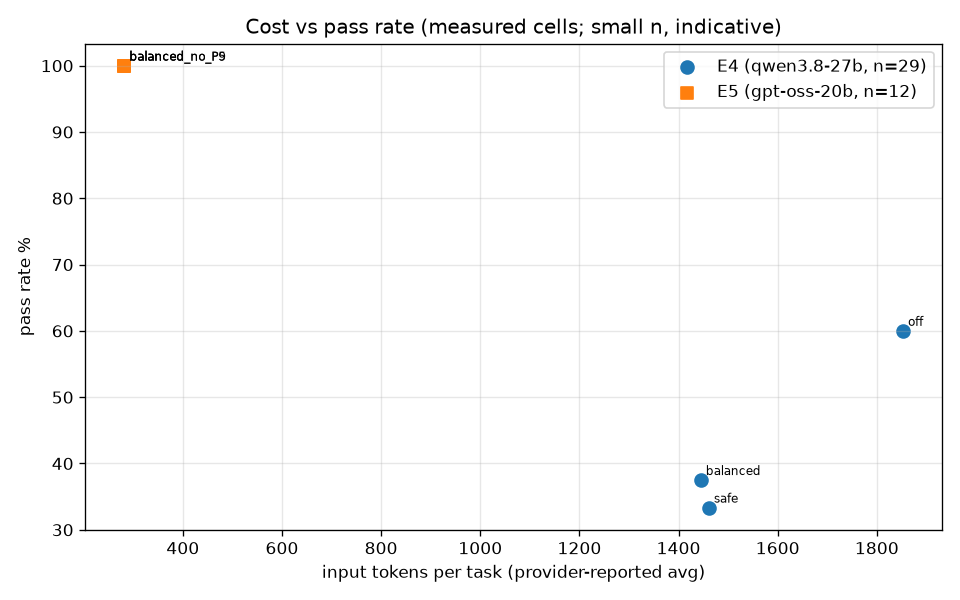 Cost vs pass rate (measured cells; small n, indicative)
E4 (qwen3.8-27b, n=29)
E5 (gpt-oss-20b, n=12)
balanced_no_P9
off
balanced
safe
pass rate %
100
90
80
70
60
50
40
30
400 600 800 1000 1200 1400 1600 1800
input tokens per task (provider-reported avg)